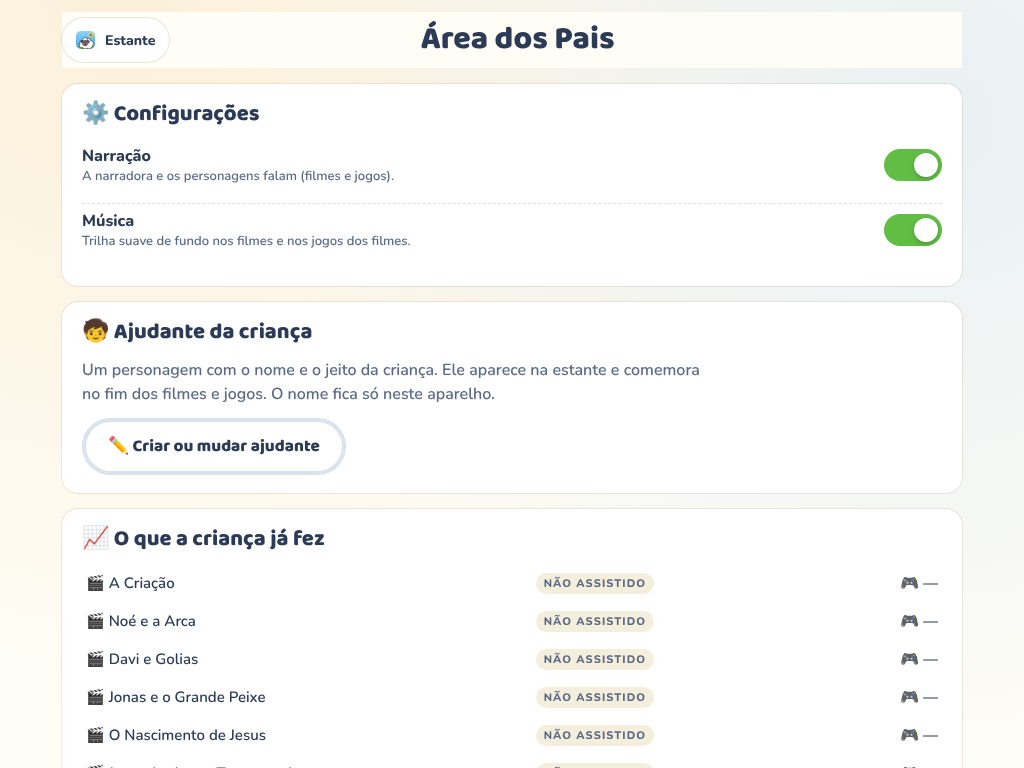 Estante
Área dos Pais
Configurações
Narração
A narradora e os personagens falam (filmes e jogos).
Música
Trilha suave de fundo nos filmes e nos jogos dos filmes.
Ajudante da criança
Um personagem com o nome e o jeito da criança. Ele aparece na estante e comemora
no fim dos filmes e jogos. O nome fica só neste aparelho.
Criar ou mudar ajudante
O que a criança já fez
A Criação NÃO ASSISTIDO —
Noé e a Arca NÃO ASSISTIDO —
Davi e Golias NÃO ASSISTIDO —
Jonas e o Grande Peixe NÃO ASSISTIDO —
O Nascimento de Jesus NÃO ASSISTIDO —